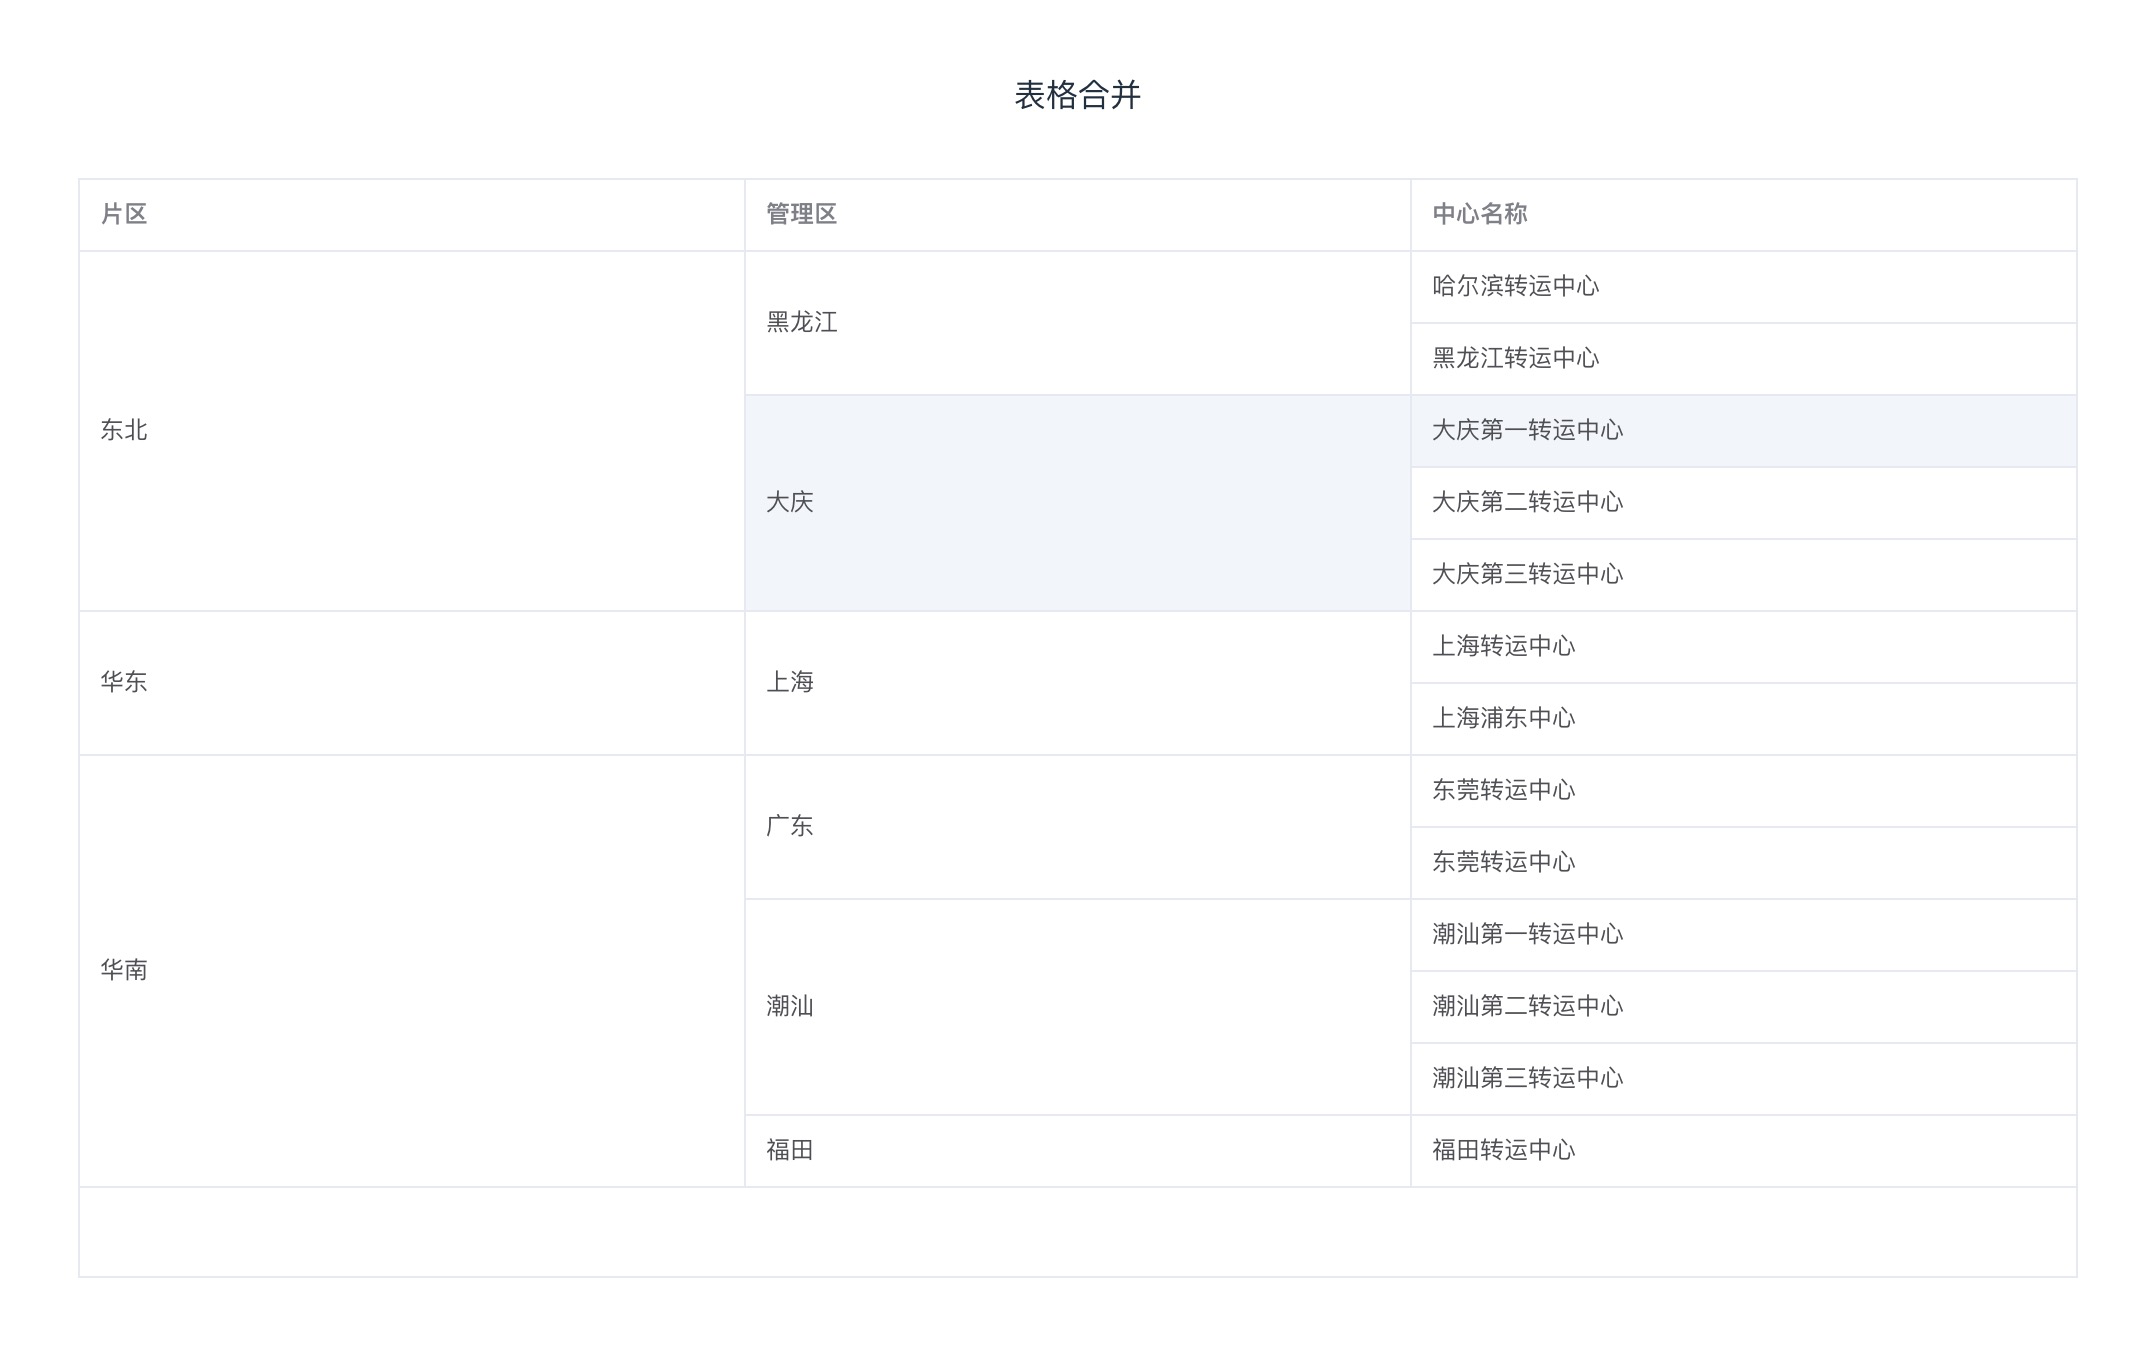 表格合并
片区 管理区 中心名称
东北 黑龙江 哈尔滨转运中心
黑龙江转运中心
大庆 大庆第一转运中心
大庆第二转运中心
大庆第三转运中心
华东 上海 上海转运中心
上海浦东中心
华南 广东 东莞转运中心
东莞转运中心
潮汕 潮汕第一转运中心
潮汕第二转运中心
潮汕第三转运中心
福田 福田转运中心